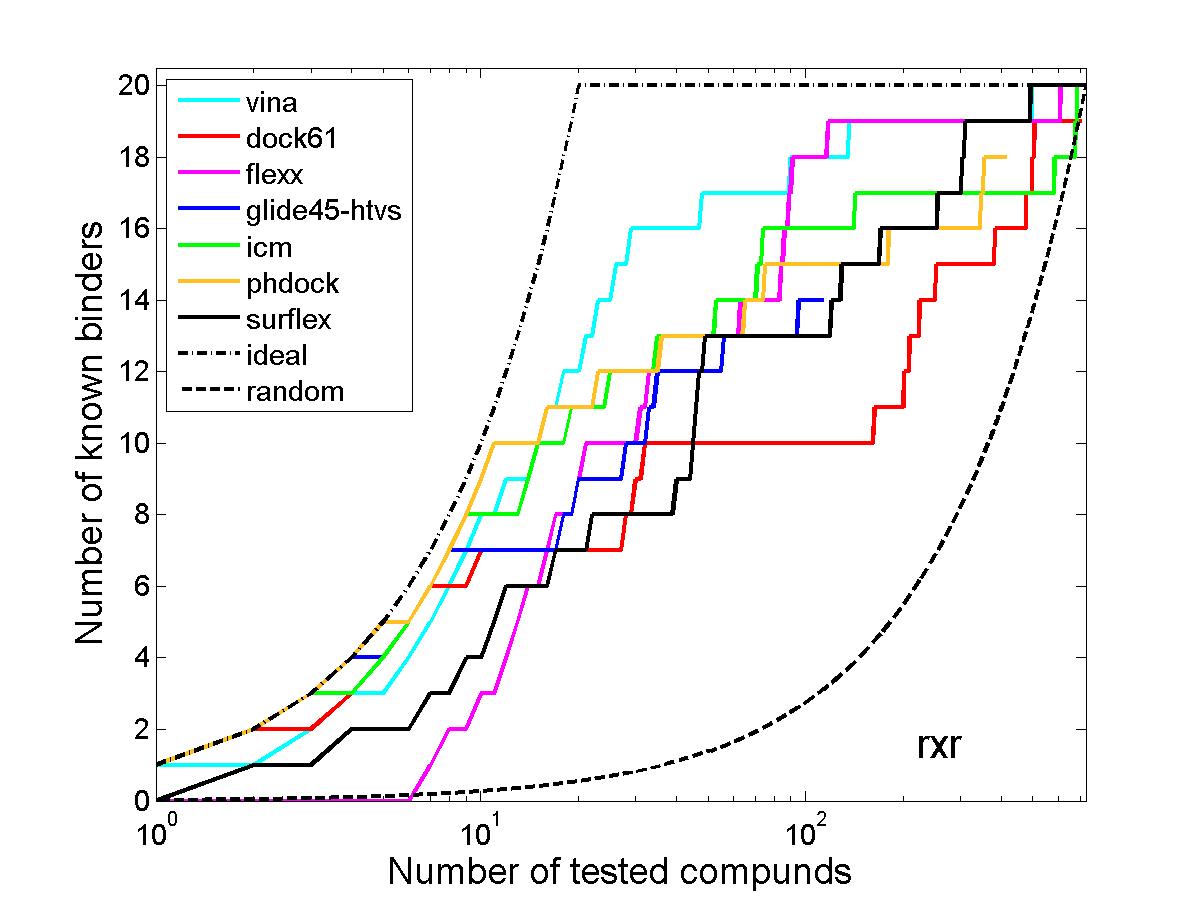 20
18
16
14
12
10
8
6
4
2
0
Number of known binders
vina
dock61
flexx
glide45-htvs
icm
phdock
surflex
ideal
random
rxr
10^0 10^1 10^2
Number of tested compunds